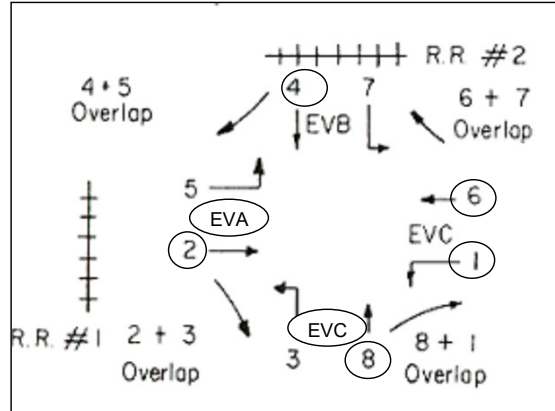 R.R. #2
4 + 5
Overlap
4
7
6 + 7
Overlap
EVB
5
EVA
6
2
EVC
1
R.R. #1
2 + 3
Overlap
3
EVC
8
8 + 1
Overlap